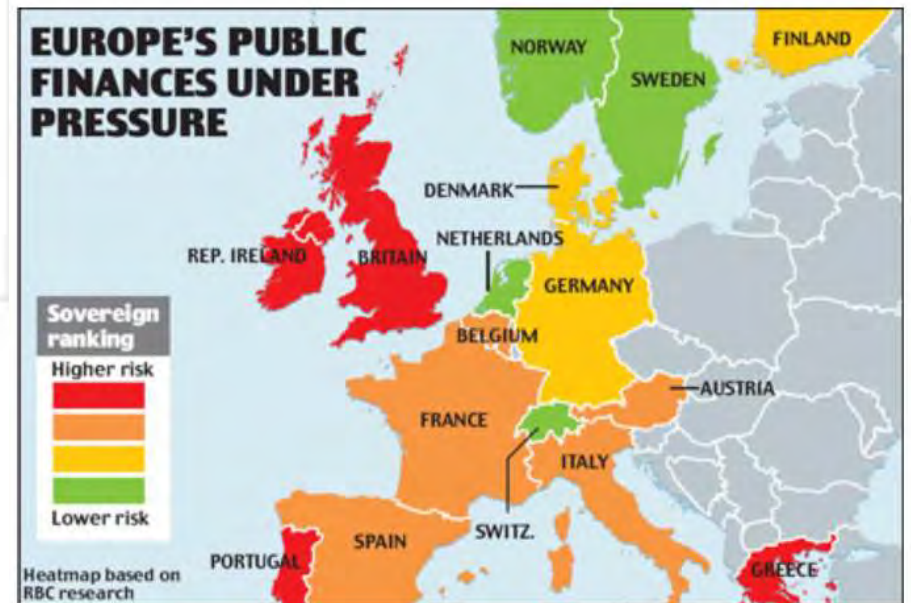 EUROPE'S PUBLIC
FINANCES UNDER
PRESSURE
NORWAY
FINLAND
SWEDEN
DENMARK
NETHERLANDS
REP. IRELAND
BRITAIN
GERMANY
BELGIUM
AUSTRIA
FRANCE
ITALY
SWITZ.
SPAIN
PORTUGAL
GREECE
Sovereign
ranking
Higher risk
Lower risk
Heatmap based on
RBC research